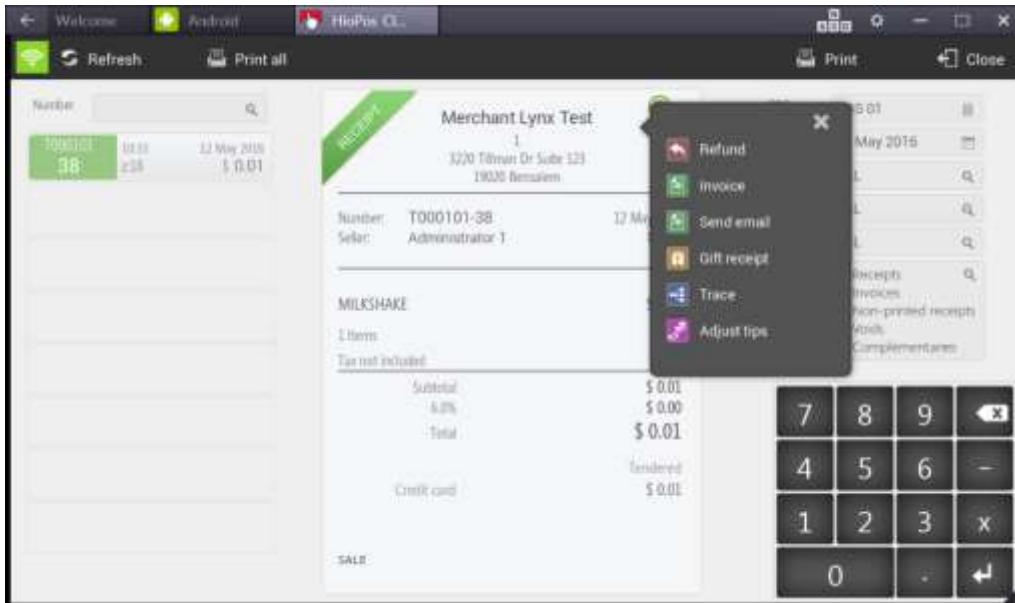 Welcome
Android
HioPos CL..
Refresh
Print all
Print
Close
Number
T000101
38
12 May 2016
$ 0.01
RECEIPT
Merchant Lynx Test
1
3220 Tillman Dr Suite 123
19020 Bensalem
Number: T000101-38
12 Ma
Seller: Administrator 1
MILKSHAKE
1 Items
Tax not included
Subtotal $ 0.01
6.0% $ 0.00
Total $ 0.01
Tendered
Credit card $ 0.01
SALE
Refund
Invoice
Send email
Gift receipt
Trace
Adjust tips
May 2016
Receipts
Invoices
Non-printed receipts
Voids
Complementaries
7 8 9
4 5 6 -
1 2 3 x
0 .